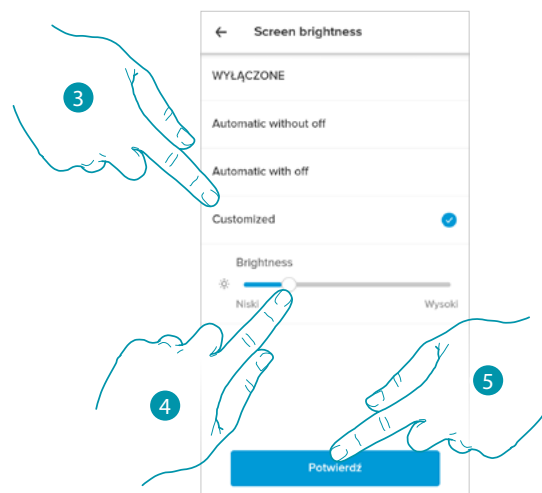 ← Screen brightness
WYŁĄCZONE
3
Automatic without off
Automatic with off
Customized
Brightness
Niski Wysoki
4
5
Potwierdź